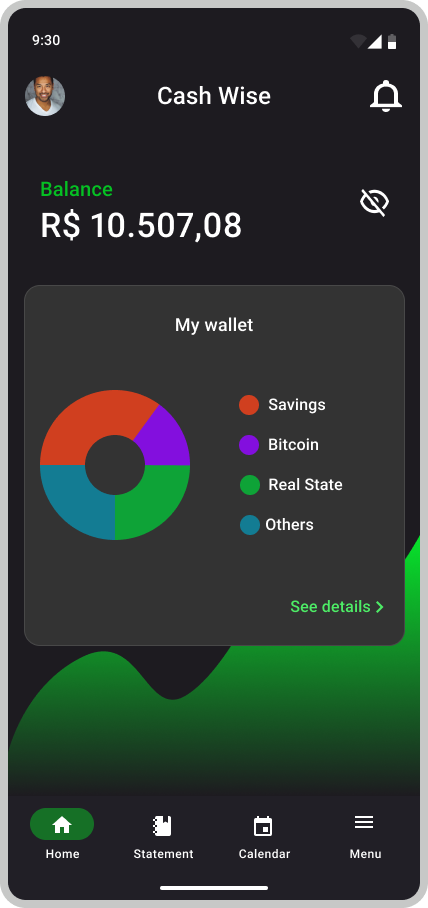 9:30
Cash Wise
Balance
R$ 10.507,08
My wallet
Savings
Bitcoin
Real State
Others
See details
Home
Statement
Calendar
Menu